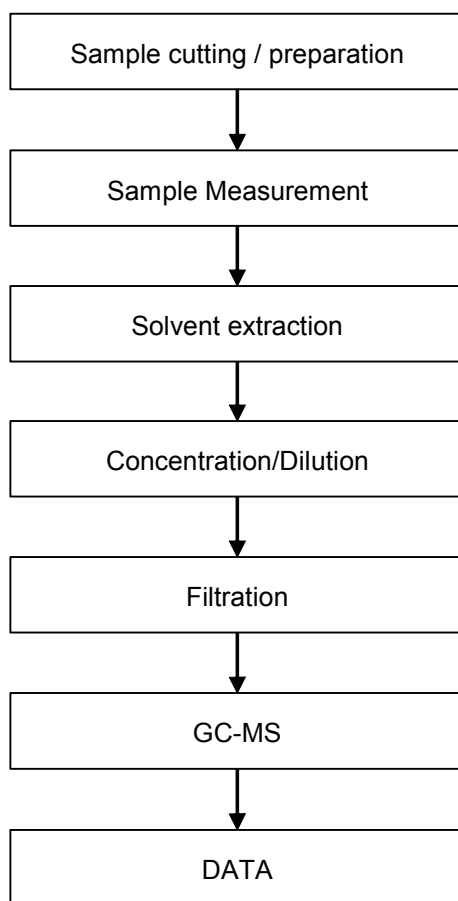 Sample cutting / preparation
Sample Measurement
Solvent extraction
Concentration/Dilution
Filtration
GC-MS
DATA